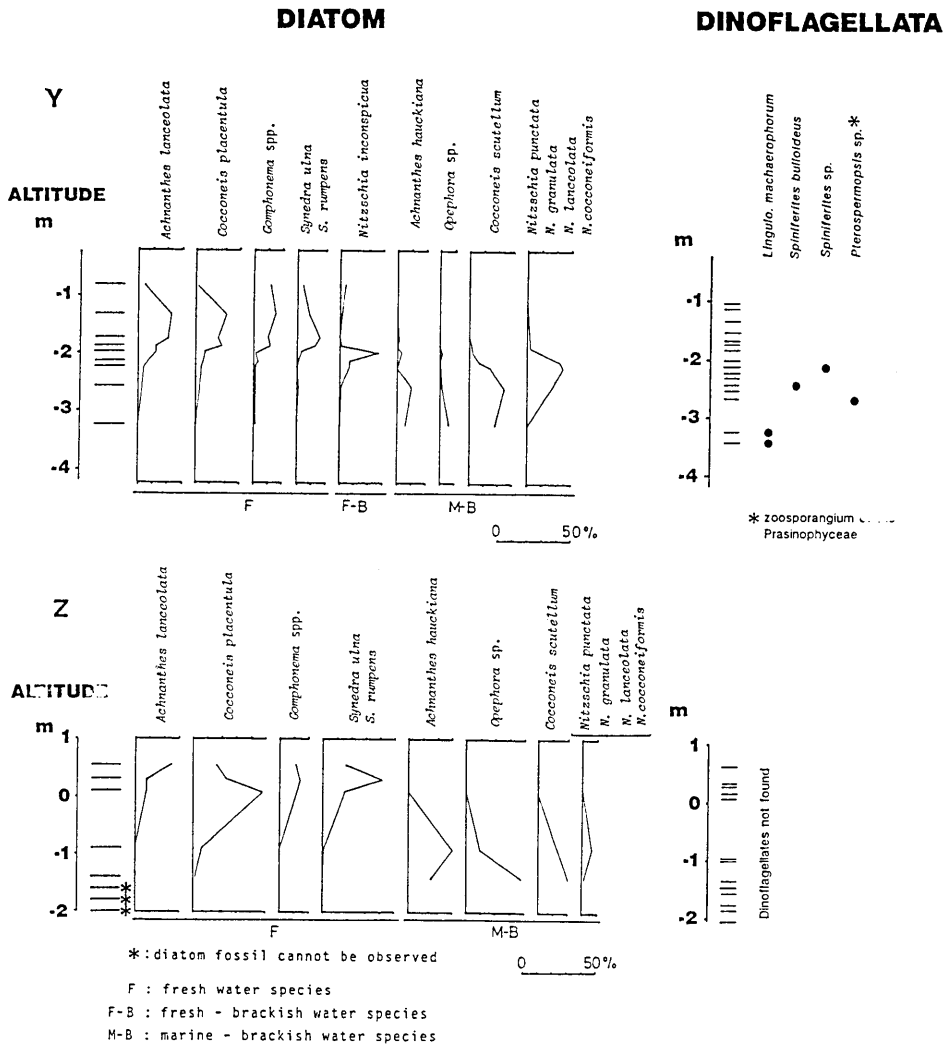 DIATOM
DINOFLAGELLATA
Y
ALTITUDE
m
Achnanthes lanceolata
Cocconeis placentula
Gomphonema spp.
Synedra ulna
S. rumpens
Nitzschia inconspicua
Achnanthes hauckiana
Opephora sp.
Cocconeis scutellum
Nitzschia punctata
N. granulata
N. lanceolata
N.cocconeiformis
-1
-2
-3
-4
F
F-B
M-B
0 50%
m
Lingulo. machaerophorum
Spiniferites bulloideus
Spiniferites sp.
Pterospermopsis sp.*
-1
-2
-3
-4
* zoosporangium
Prasinophyceae
Z
m
Achnanthes lanceolata
Cocconeis placentula
Gomphonema spp.
Synedra ulna
S. rumpens
Achnanthes hauckiana
Opephora sp.
Cocconeis scutellum
Nitzschia punctata
N. granulata
N. lanceolata
N.cocconeiformis
1
0
-1
-2
*
*
*
F
M-B
0 50%
m
1
0
-1
-2
Dinoflagellates not found
*:diatom fossil cannot be observed
F : fresh water species
F-B : fresh - brackish water species
M-B : marine - brackish water species